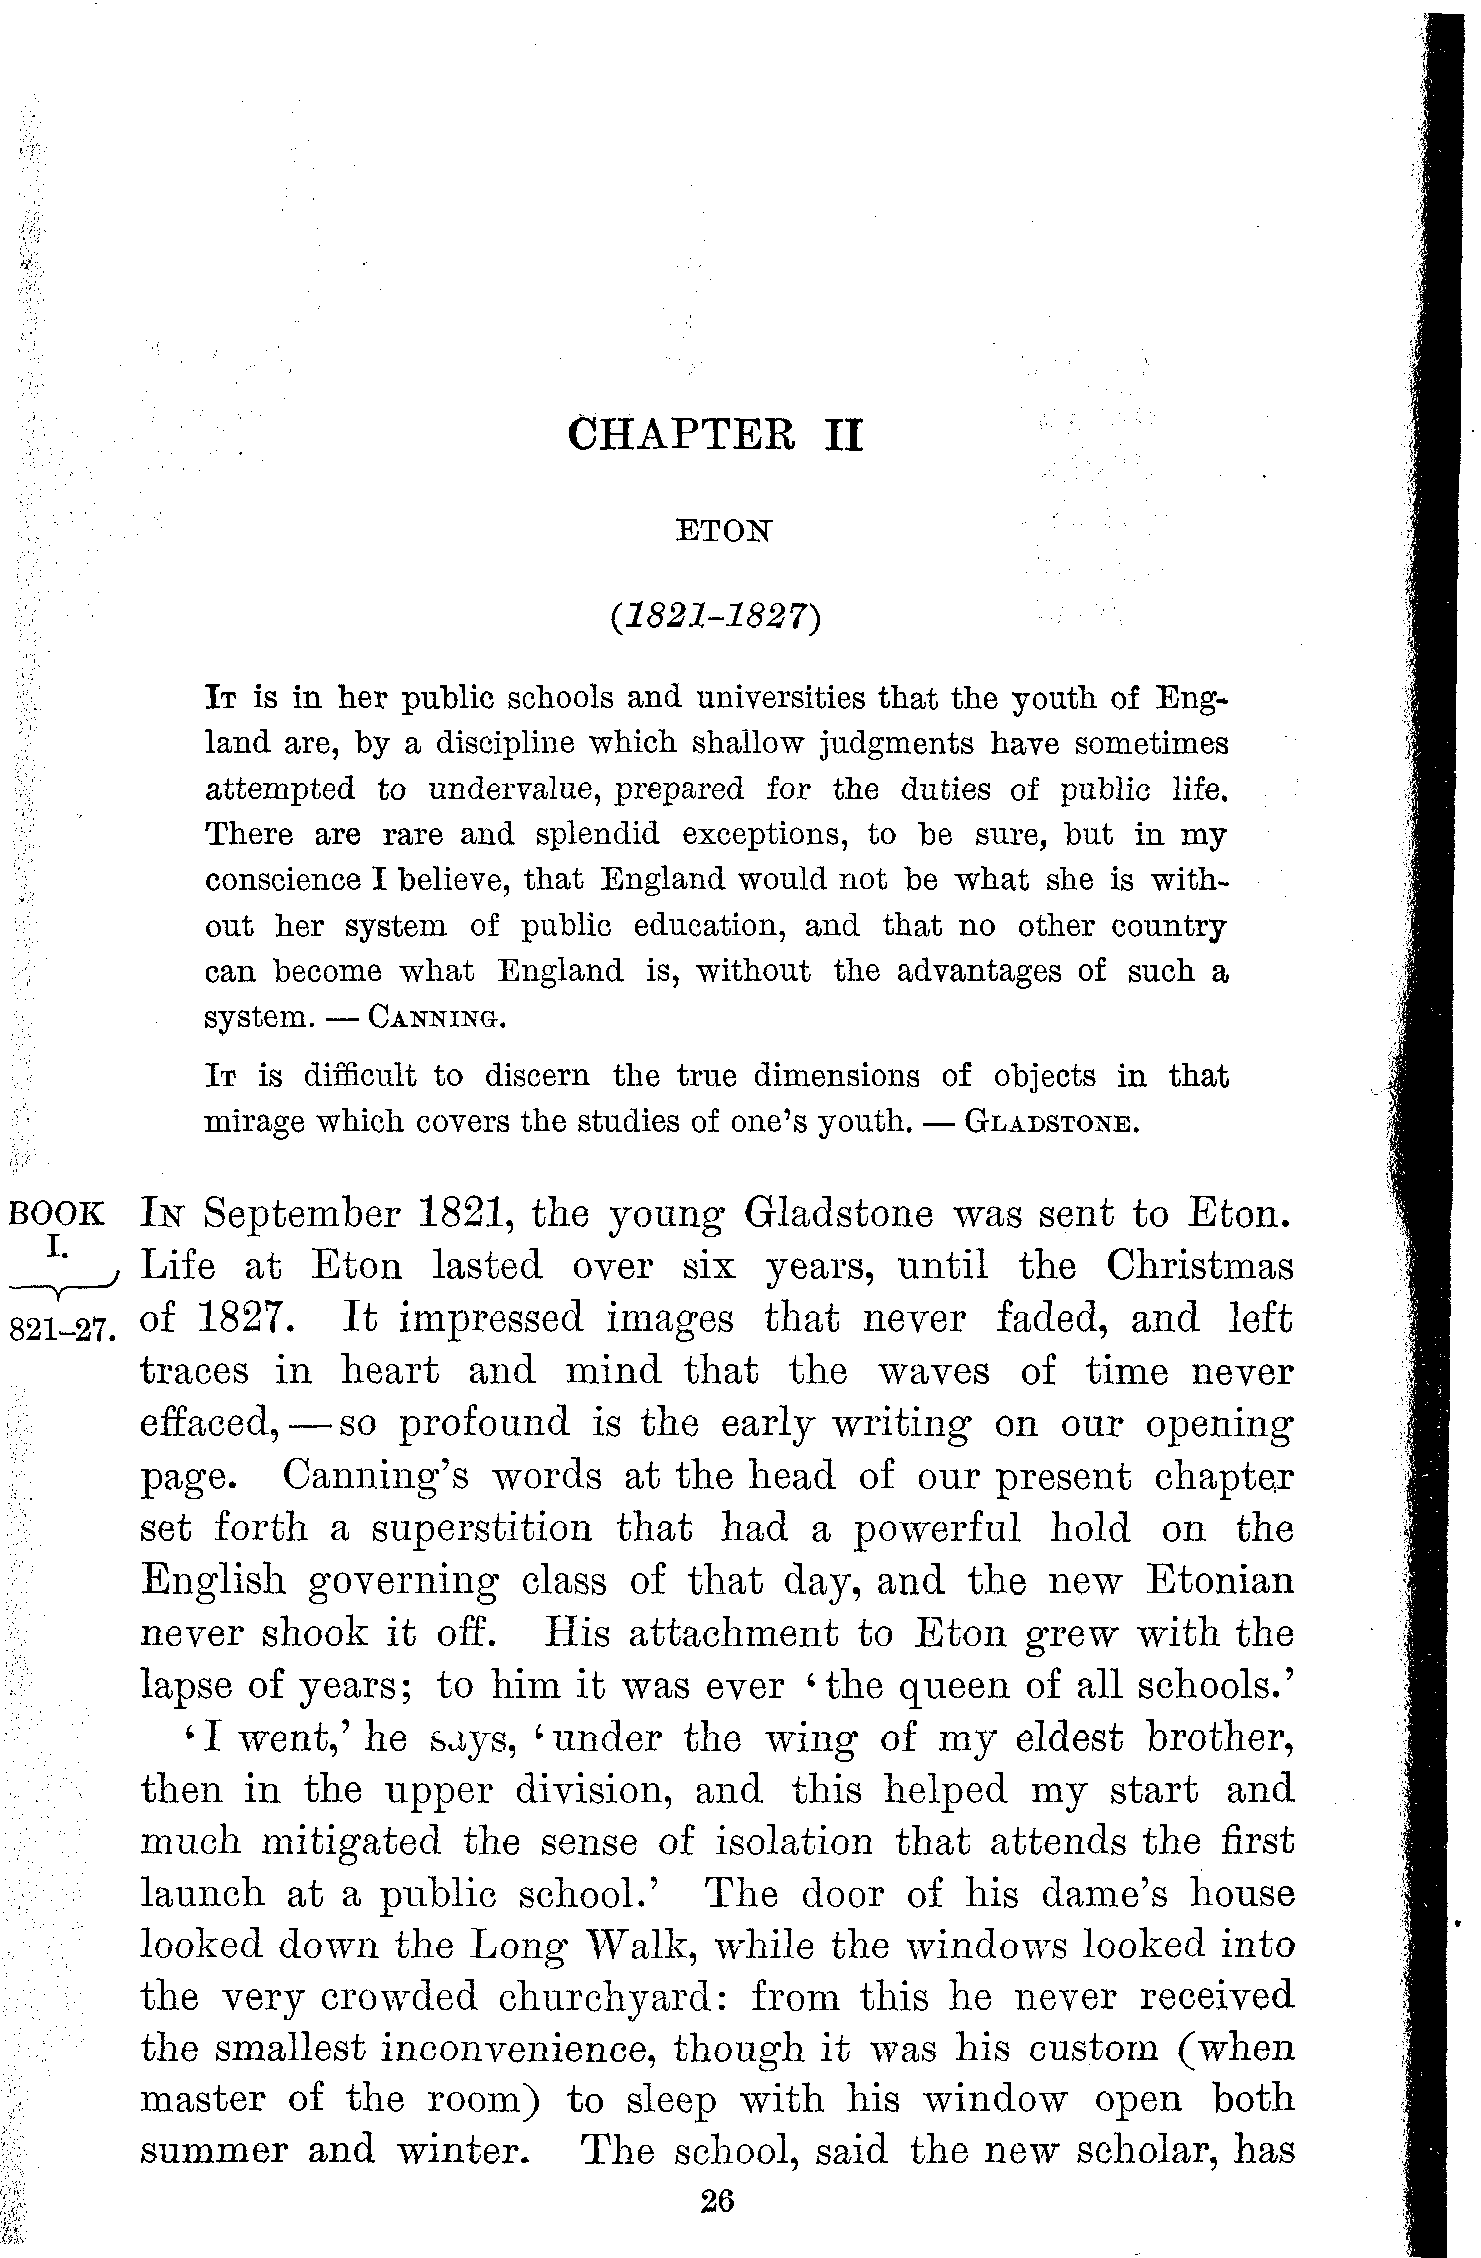 CHAPTER II
ETON
(1821–1827)
IT is in her public schools and universities that the youth of Eng-
land are, by a discipline which shallow judgments have sometimes
attempted to undervalue, prepared for the duties of public life.
There are rare and splendid exceptions, to be sure, but in my
conscience I believe, that England would not be what she is with-
out her system of public education, and that no other country
can become what England is, without the advantages of such a
system. — CANNING.
IT is difficult to discern the true dimensions of objects in that
mirage which covers the studies of one's youth. — GLADSTONE.
BOOK
I.
821–27.
IN September 1821, the young Gladstone was sent to Eton.
Life at Eton lasted over six years, until the Christmas
of 1827. It impressed images that never faded, and left
traces in heart and mind that the waves of time never
effaced, — so profound is the early writing on our opening
page. Canning's words at the head of our present chapter
set forth a superstition that had a powerful hold on the
English governing class of that day, and the new Etonian
never shook it off. His attachment to Eton grew with the
lapse of years; to him it was ever ‘the queen of all schools.’
‘I went,’ he says, ‘under the wing of my eldest brother,
then in the upper division, and this helped my start and
much mitigated the sense of isolation that attends the first
launch at a public school.’ The door of his dame's house
looked down the Long Walk, while the windows looked into
the very crowded churchyard: from this he never received
the smallest inconvenience, though it was his custom (when
master of the room) to sleep with his window open both
summer and winter. The school, said the new scholar, has
26